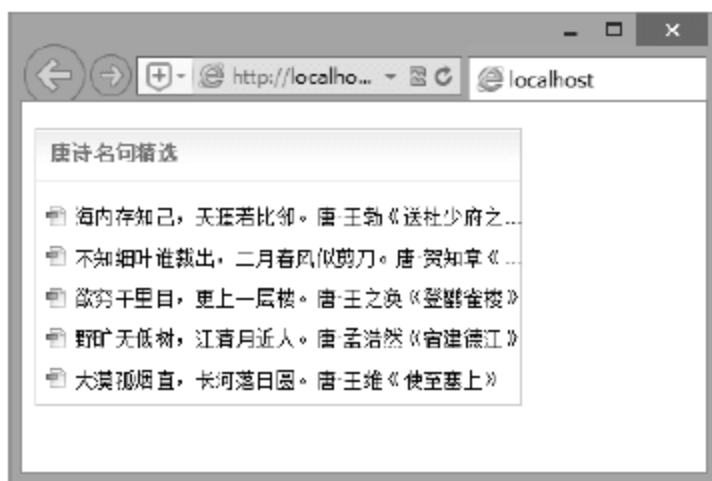 http://localho...
localhost
唐诗名句精选
海内存知己，天涯若比邻。唐·王勃《送杜少府之...
不知细叶谁裁出，二月春风似剪刀。唐·贺知章《...
欲穷千里目，更上一层楼。唐·王之涣《登鹳雀楼》
野旷天低树，江清月近人。唐·孟浩然《宿建德江》
大漠孤烟直，长河落日圆。唐·王维《使至塞上》